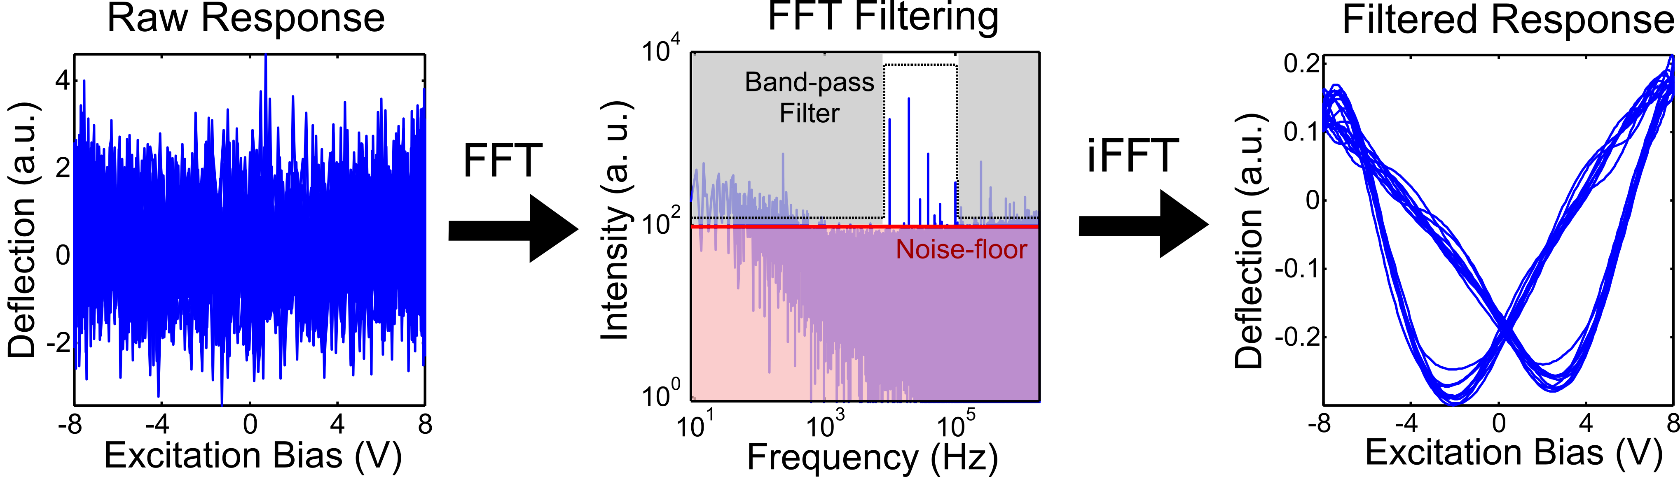 Raw Response
FFT Filtering
Filtered Response
Deflection (a.u.)
4
2
0
-2
-8
-4
0
4
8
Excitation Bias (V)
FFT
Intensity (a. u.)
10^4
10^2
10^0
Band-pass
Filter
Noise-floor
10^1
10^3
10^5
Frequency (Hz)
iFFT
Deflection (a.u.)
0.2
0.1
0
-0.1
-0.2
-8
-4
0
4
8
Excitation Bias (V)